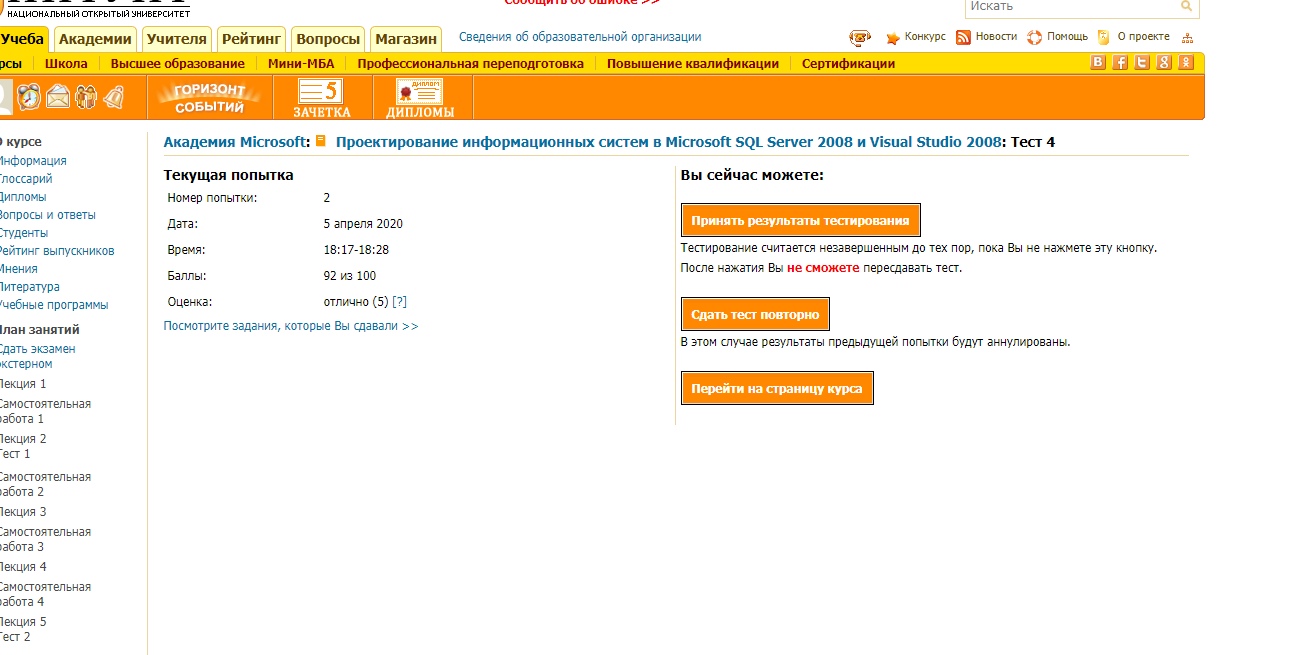 НАЦИОНАЛЬНЫЙ ОТКРЫТЫЙ УНИВЕРСИТЕТ
Сообщить об ошибке >>
Искать
Учеба Академии Учителя Рейтинг Вопросы Магазин Сведения об образовательной организации Конкурс Новости Помощь О проекте
рсы Школа Высшее образование Мини-МБА Профессиональная переподготовка Повышение квалификации Сертификации
ГОРИЗОНТ СОБЫТИЙ
5
ЗАЧЕТКА
ДИПЛОМ
ДИПЛОМЫ
О курсе
Информация
Глоссарий
Дипломы
Вопросы и ответы
Студенты
Рейтинг выпускников
Мнения
Литература
Учебные программы
План занятий
Сдать экзамен
экстерном
Лекция 1
Самостоятельная
работа 1
Лекция 2
Тест 1
Самостоятельная
работа 2
Лекция 3
Самостоятельная
работа 3
Лекция 4
Самостоятельная
работа 4
Лекция 5
Тест 2
Академия Microsoft: Проектирование информационных систем в Microsoft SQL Server 2008 и Visual Studio 2008: Тест 4
Текущая попытка
Номер попытки: 2
Дата: 5 апреля 2020
Время: 18:17-18:28
Баллы: 92 из 100
Оценка: отлично (5) [?]
Посмотрите задания, которые Вы сдавали >>
Вы сейчас можете:
Принять результаты тестирования
Тестирование считается незавершенным до тех пор, пока Вы не нажмете эту кнопку.
После нажатия Вы не сможете пересдавать тест.
Сдать тест повторно
В этом случае результаты предыдущей попытки будут аннулированы.
Перейти на страницу курса